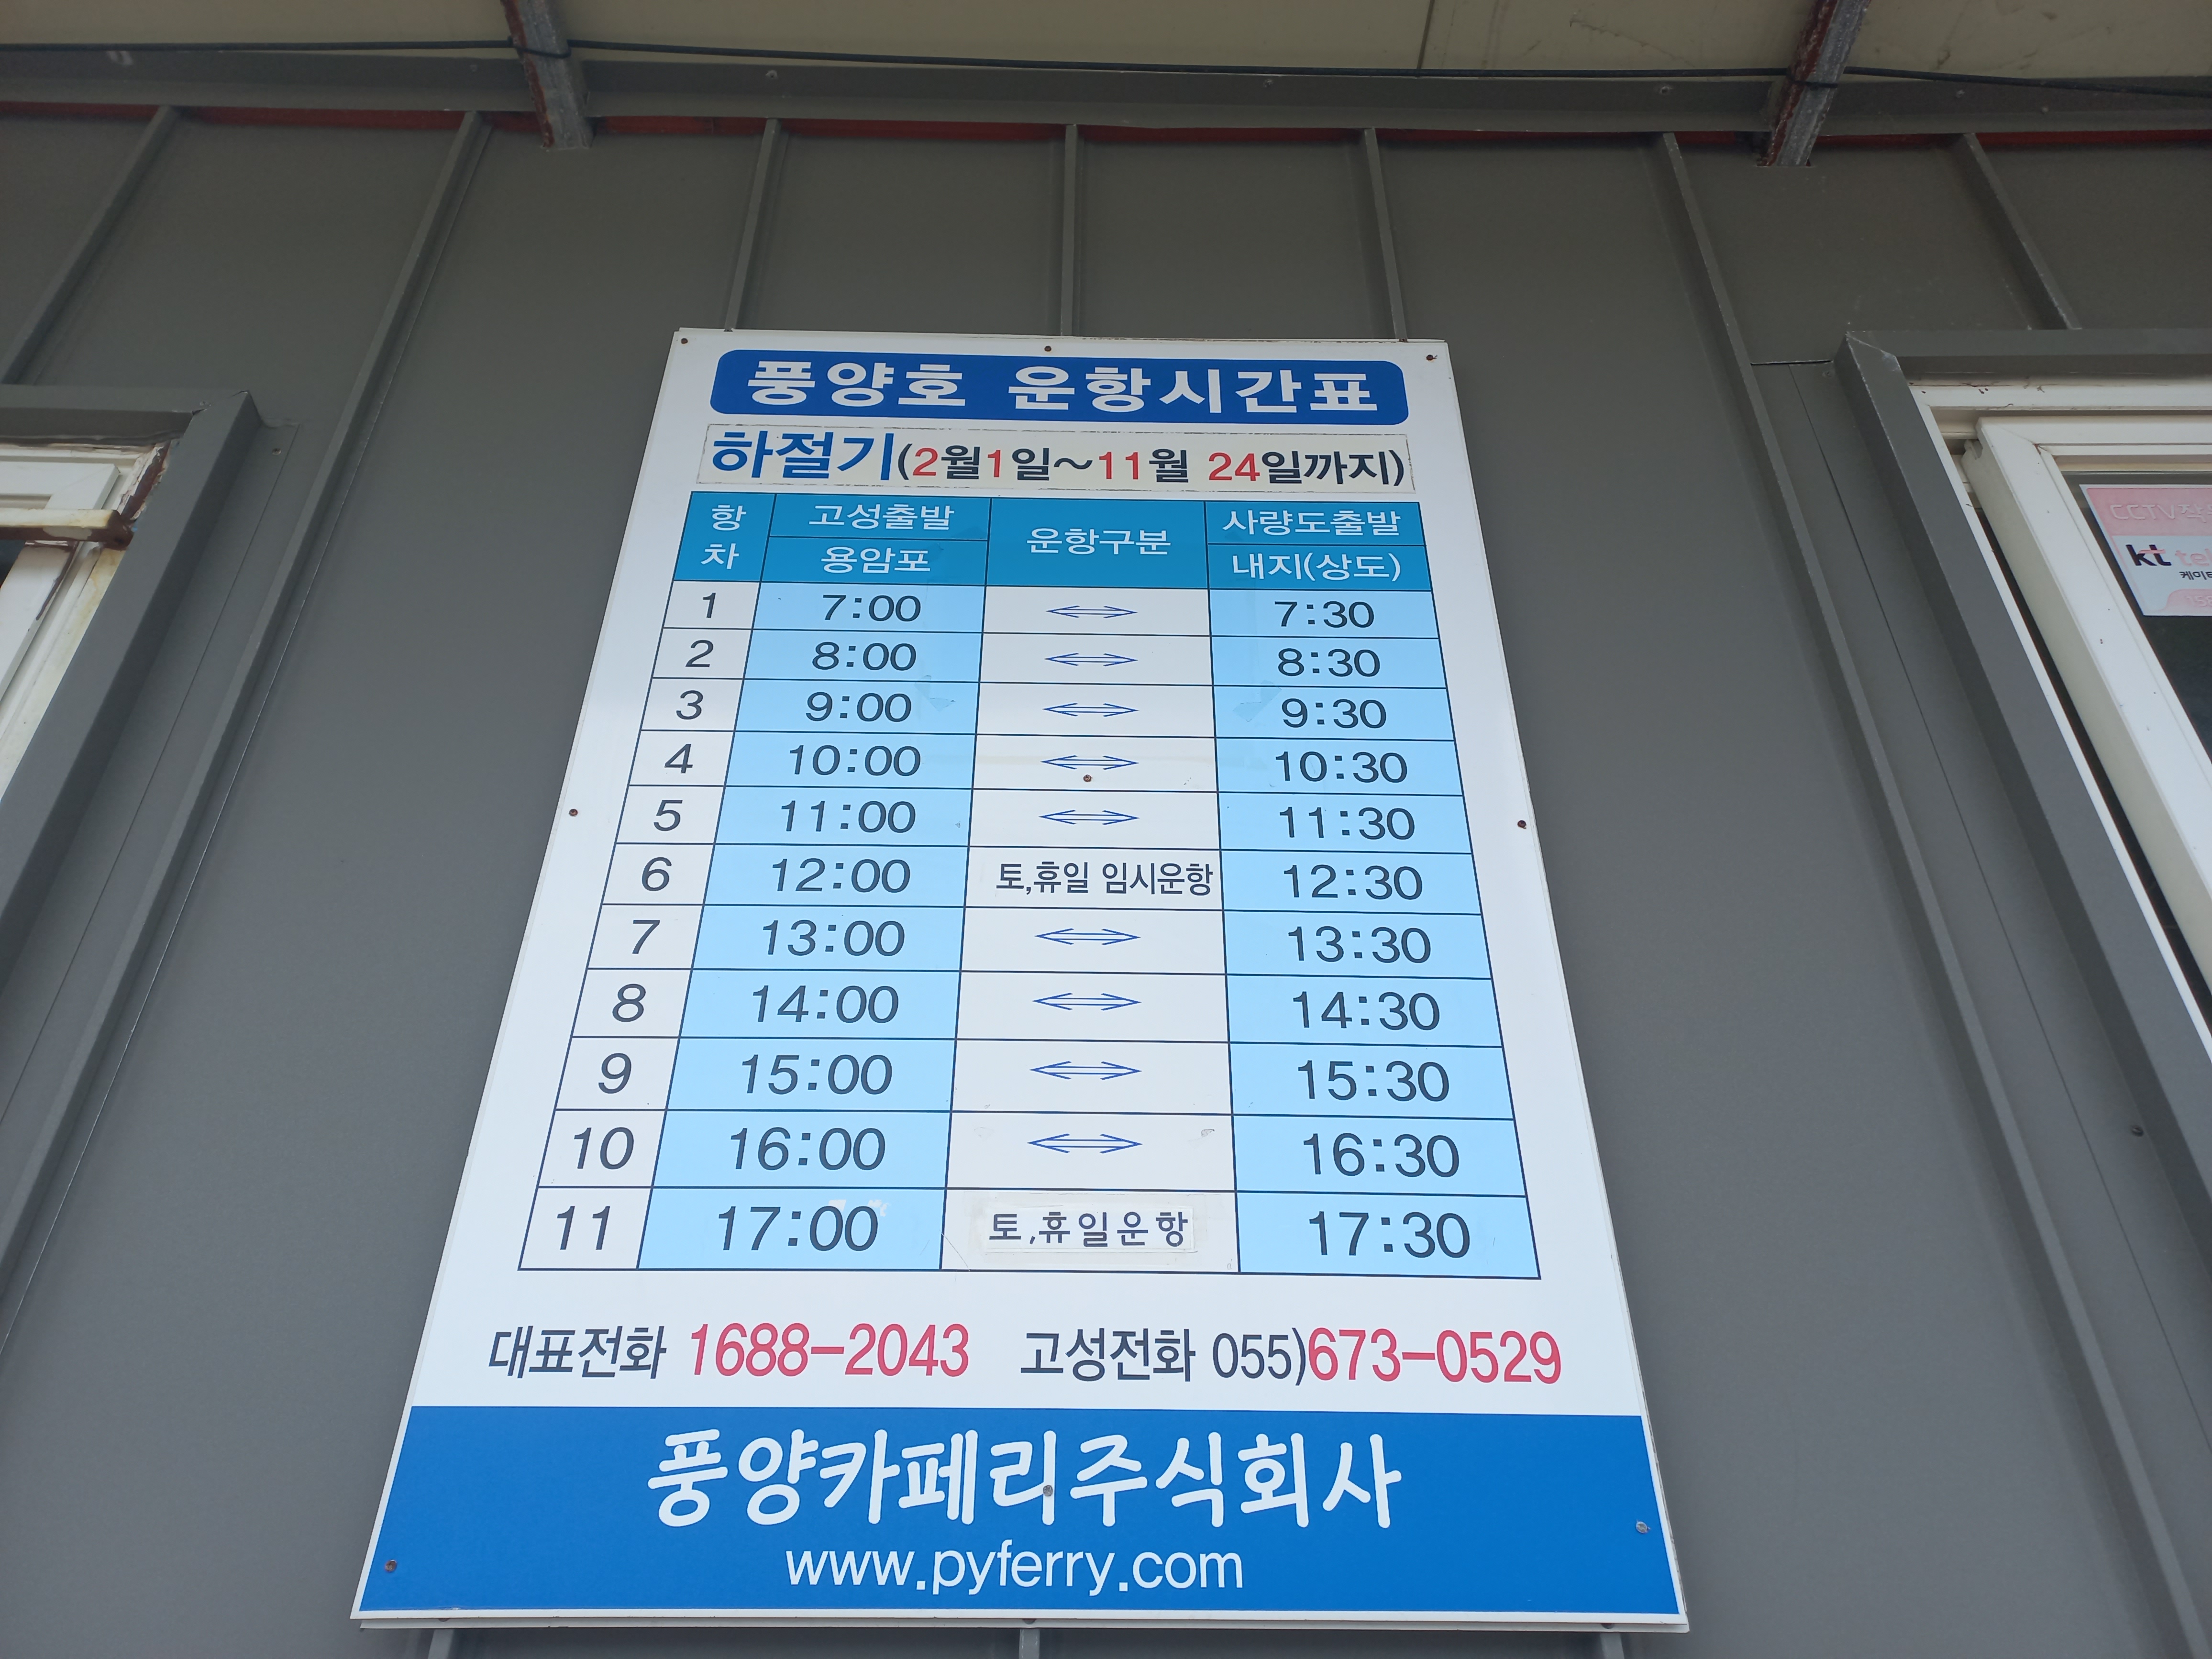 풍양호 운항시간표
하절기(2월1일~11월 24일까지)
항차 고성출발 운항구분 사량도출발
용암포 내지(상도)
1 7:00 7:30
2 8:00 8:30
3 9:00 9:30
4 10:00 10:30
5 11:00 11:30
6 12:00 토,휴일 임시운항 12:30
7 13:00 13:30
8 14:00 14:30
9 15:00 15:30
10 16:00 16:30
11 17:00 토,휴일운항 17:30
대표전화 1688-2043 고성전화 055)673-0529
풍양카페리주식회사
www.pyferry.com
CCTV
kt